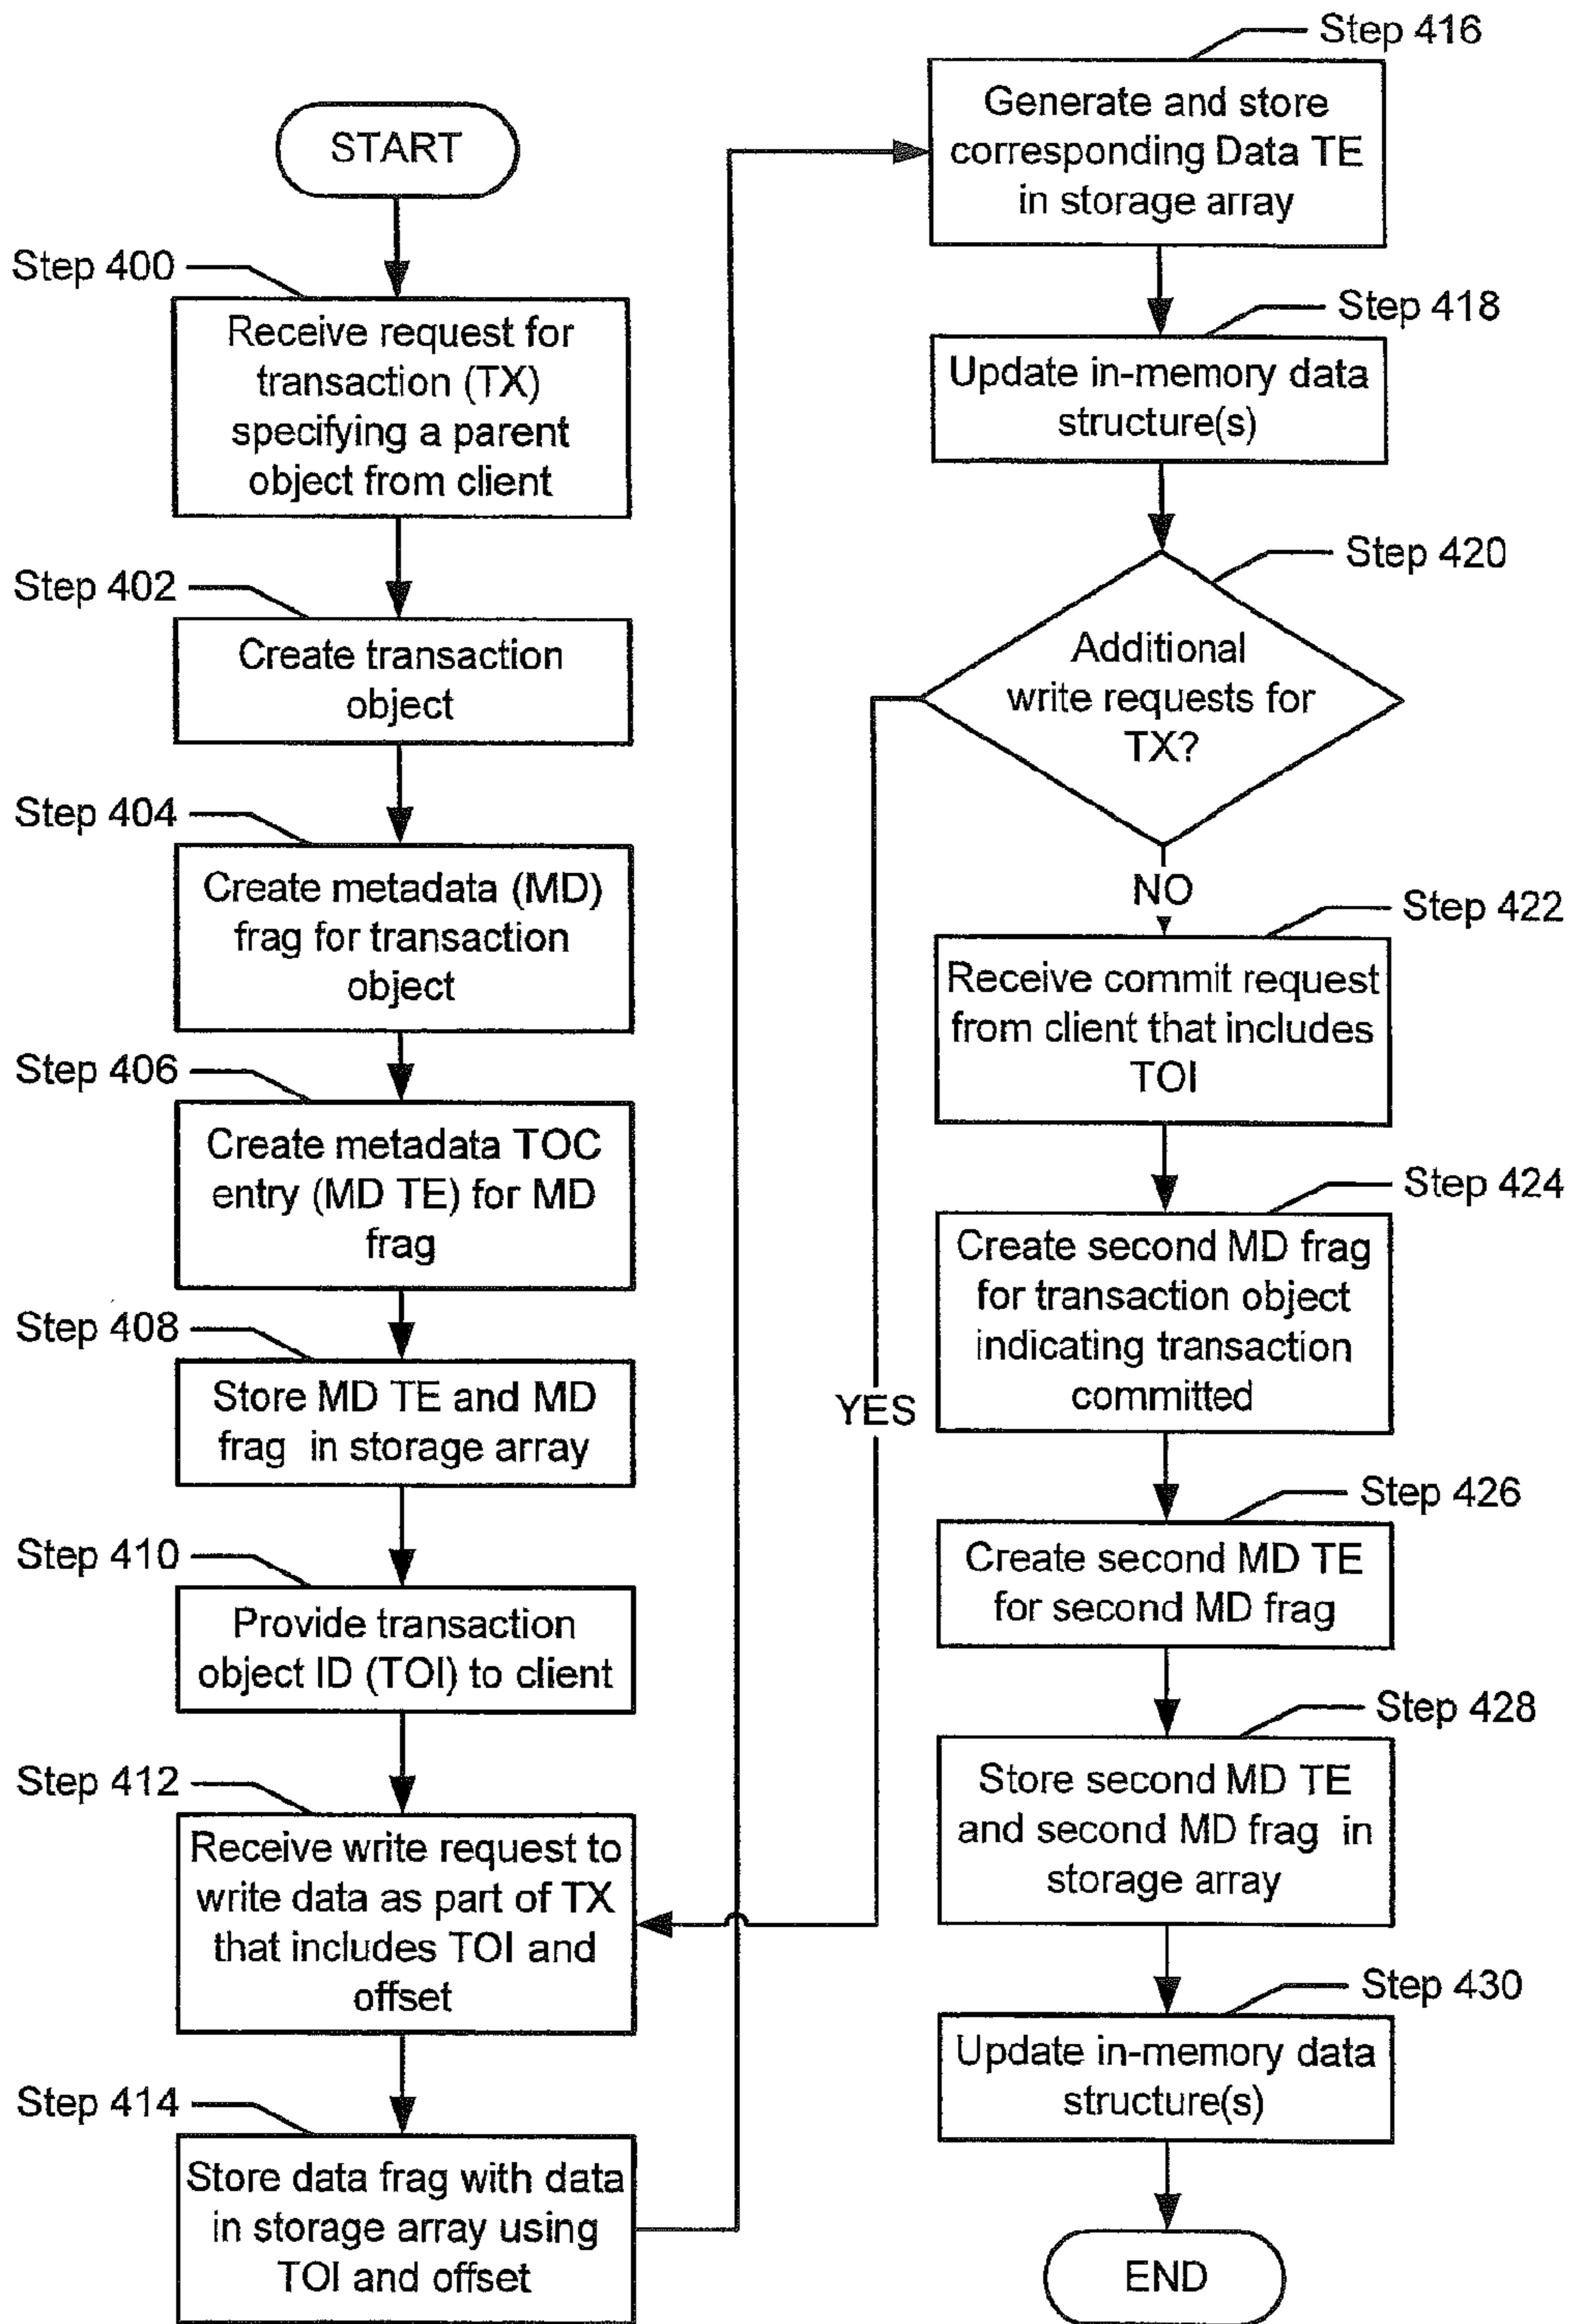 START
Step 400
Receive request for
transaction (TX)
specifying a parent
object from client
Step 402
Create transaction
object
Step 404
Create metadata (MD)
frag for transaction
object
Step 406
Create metadata TOC
entry (MD TE) for MD
frag
Step 408
Store MD TE and MD
frag in storage array
Step 410
Provide transaction
object ID (TOI) to client
Step 412
Receive write request to
write data as part of TX
that includes TOI and
offset
Step 414
Store data frag with data
in storage array using
TOI and offset
Step 416
Generate and store
corresponding Data TE
in storage array
Step 418
Update in-memory data
structure(s)
Step 420
Additional
write requests for
TX?
YES
NO
Step 422
Receive commit request
from client that includes
TOI
Step 424
Create second MD frag
for transaction object
indicating transaction
committed
Step 426
Create second MD TE
for second MD frag
Step 428
Store second MD TE
and second MD frag in
storage array
Step 430
Update in-memory data
structure(s)
END